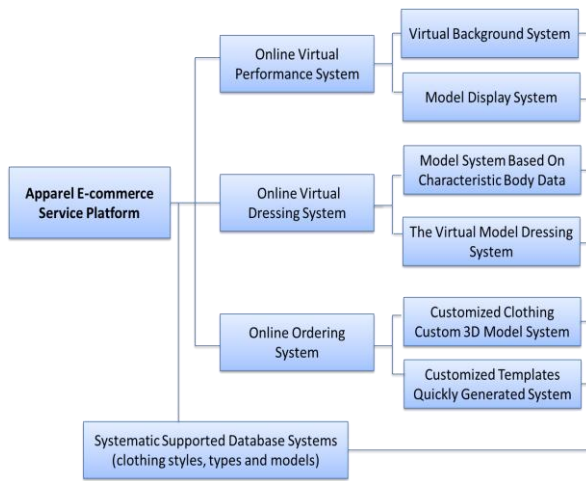 Online Virtual
Performance System
Virtual Background System
Model Display System
Apparel E-commerce
Service Platform
Online Virtual
Dressing System
Model System Based On
Characteristic Body Data
The Virtual Model Dressing
System
Online Ordering
System
Customized Clothing
Custom 3D Model System
Customized Templates
Quickly Generated System
Systematic Supported Database Systems
(clothing styles, types and models)